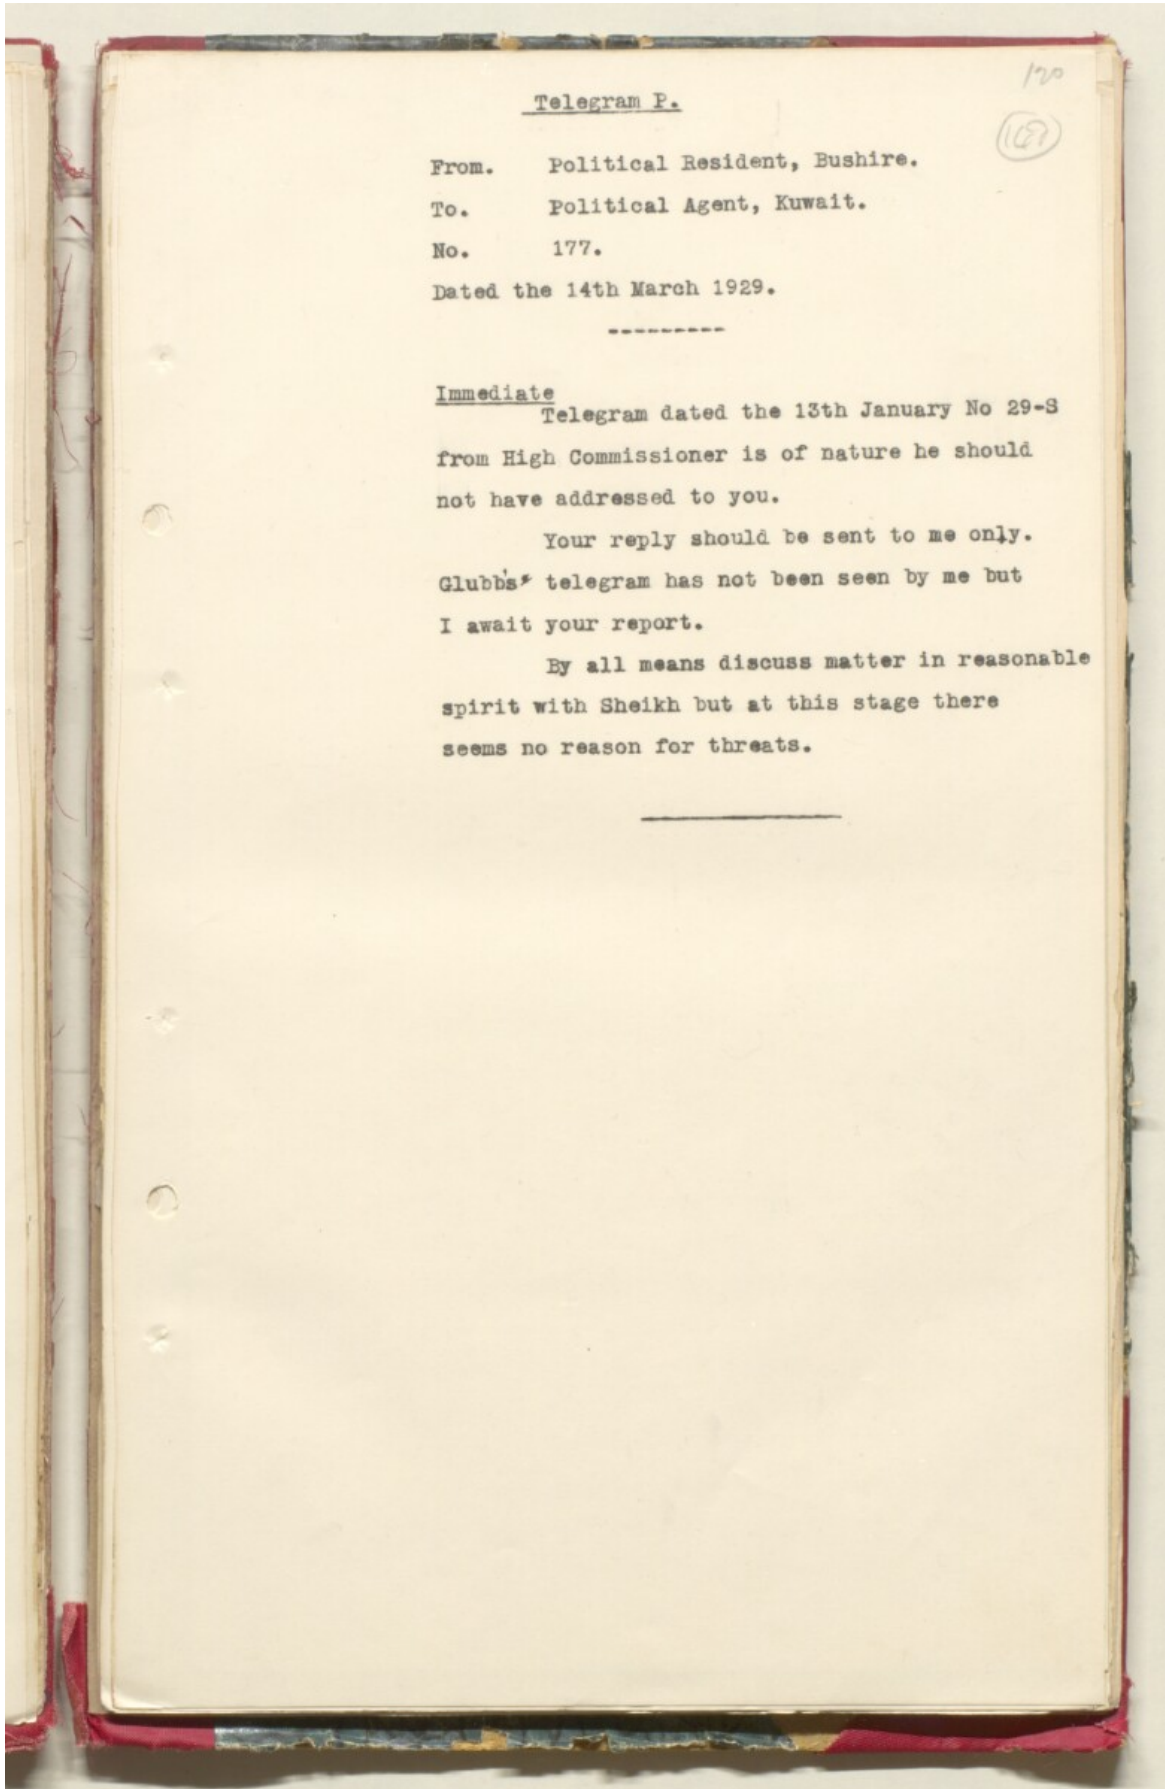 120
Telegram P.
From. Political Resident, Bushire.
To. Political Agent, Kuwait.
No. 177.
Dated the 14th March 1929.
---------
Immediate
Telegram dated the 13th January No 29-S
from High Commissioner is of nature he should
not have addressed to you.
Your reply should be sent to me only.
Glubb's telegram has not been seen by me but
I await your report.
By all means discuss matter in reasonable
spirit with Sheikh but at this stage there
seems no reason for threats.